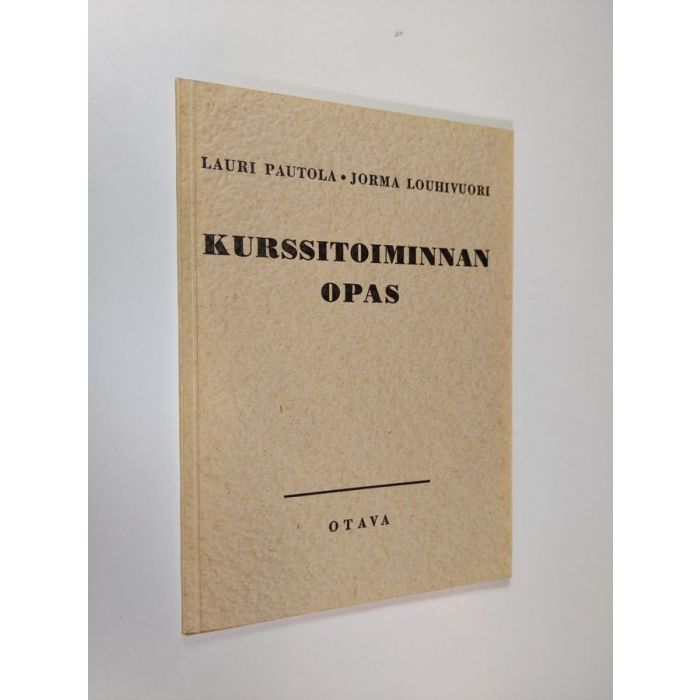 LAURI PAUTOLA • JORMA LOUHIVUORI
KURSSITOIMINNAN
OPAS
OTAVA